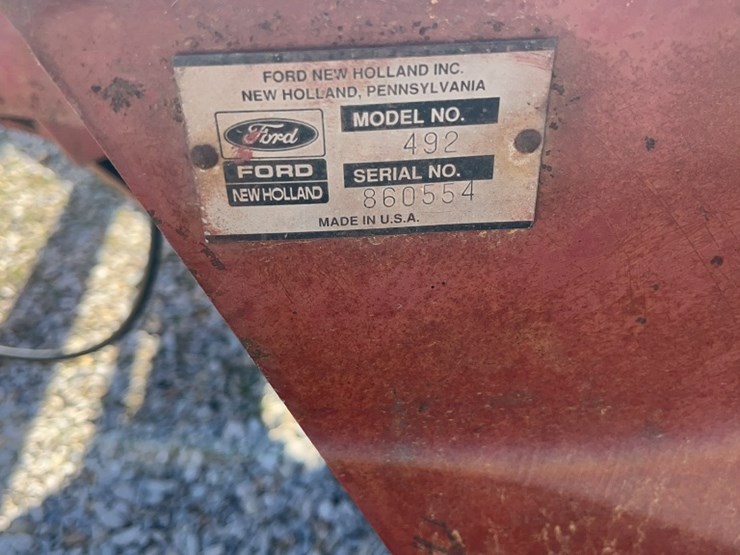 FORD NEW HOLLAND INC.
NEW HOLLAND, PENNSYLVANIA
Ford
FORD
NEW HOLLAND
MODEL NO.
492
SERIAL NO.
860554
MADE IN U.S.A.